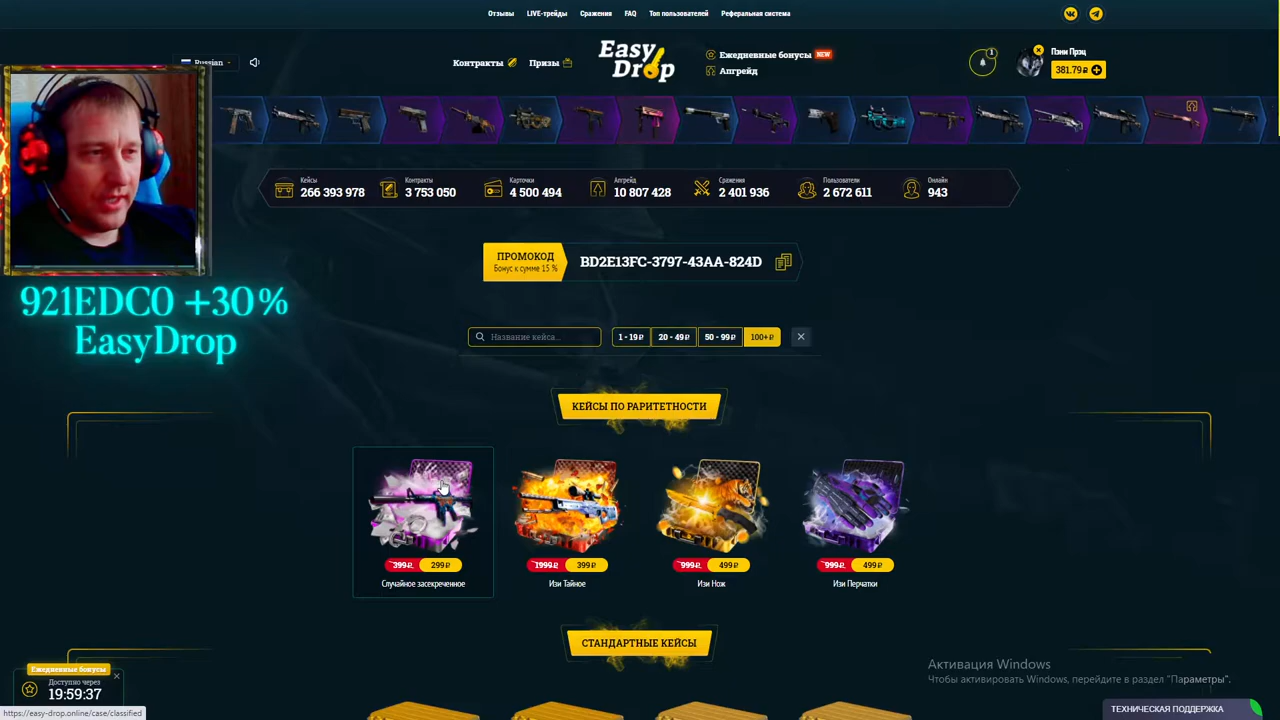 Отзывы
LIVE-трейды
Сражения
FAQ
Топ пользователей
Реферальная система
Russian
Контракты
Призы
Easy
Drop
Ежедневные бонусы NEW
Апгрейд
1
Пэни Прэц
381.79 ₽
Кейсы
266 393 978
Контракты
3 753 050
Карточки
4 500 494
Апгрейд
10 807 428
Сражения
2 401 936
Пользователи
2 672 611
Онлайн
943
ПРОМОКОД
Бонус к сумме 15 %
BD2E13FC-3797-43AA-824D
921EDC0 +30%
EasyDrop
Название кейса...
1 - 19 ₽
20 - 49 ₽
50 - 99 ₽
100+ ₽
КЕЙСЫ ПО РАРИТЕТНОСТИ
399 ₽ 299 ₽
Случайное засекреченное
1999 ₽ 399 ₽
Изи Тайное
999 ₽ 499 ₽
Изи Нож
999 ₽ 499 ₽
Изи Перчатки
СТАНДАРТНЫЕ КЕЙСЫ
Ежедневные бонусы
Доступно через
19:59:37
Активация Windows
Чтобы активировать Windows, перейдите в раздел "Параметры".
https://easy-drop.online/case/classified
ТЕХНИЧЕСКАЯ ПОДДЕРЖКА